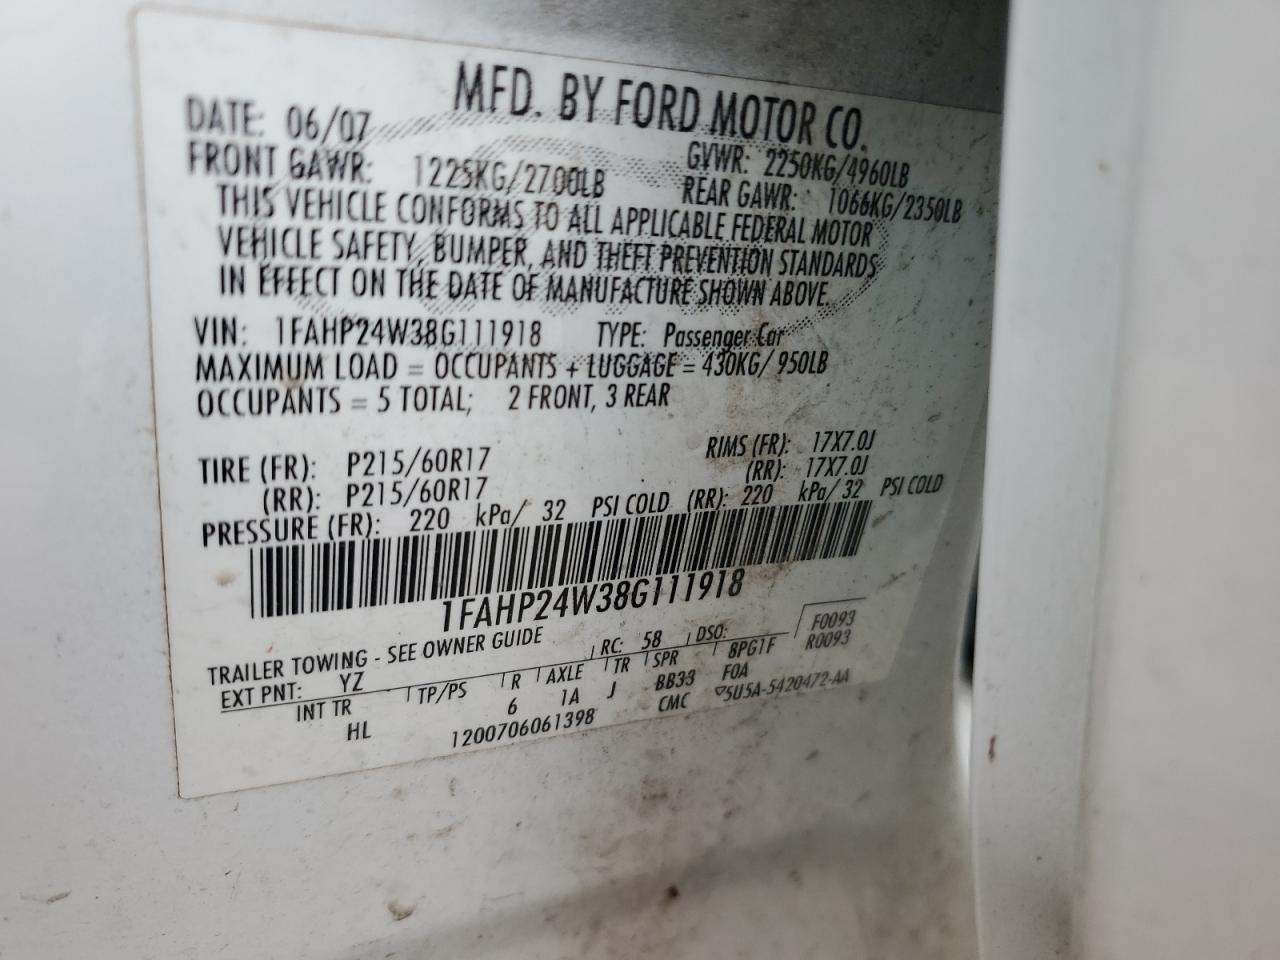 MFD. BY FORD MOTOR CO.
DATE: 06/07 GVWR: 2250KG/4960LB
FRONT GAWR: 1225KG/2700LB REAR GAWR: 1066KG/2350LB
THIS VEHICLE CONFORMS TO ALL APPLICABLE FEDERAL MOTOR
VEHICLE SAFETY, BUMPER, AND THEFT PREVENTION STANDARDS
IN EFFECT ON THE DATE OF MANUFACTURE SHOWN ABOVE.
VIN: 1FAHP24W38G111918 TYPE: Passenger Car
MAXIMUM LOAD = OCCUPANTS + LUGGAGE = 430KG/ 950LB
OCCUPANTS = 5 TOTAL; 2 FRONT, 3 REAR
TIRE (FR): P215/60R17 RIMS (FR): 17X7.0J
(RR): P215/60R17 (RR): 17X7.0J
PRESSURE (FR): 220 kPa/ 32 PSI COLD (RR): 220 kPa/ 32 PSI COLD
1FAHP24W38G111918
F0093
TRAILER TOWING - SEE OWNER GUIDE RC: 58 DSO: R0093
EXT PNT: YZ
INT TR TP/PS R AXLE TR SPR 8PG1F
HL 6 1A J BB33 FOA
1200706061398 CMC 5U5A-5420472-AA